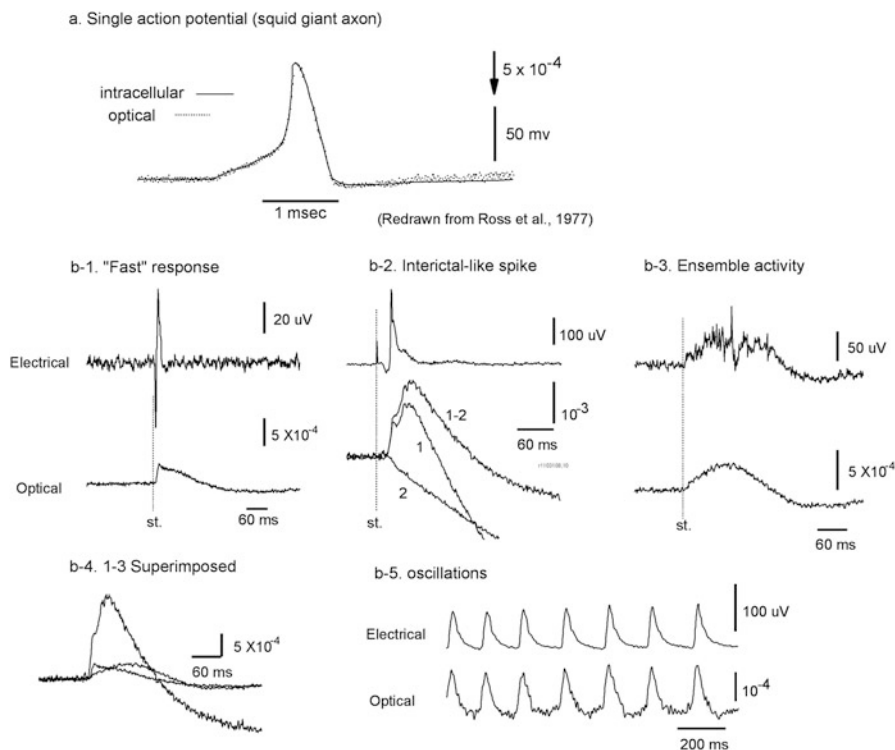 a. Single action potential (squid giant axon)
5 x 10-4
intracellular
optical
50 mv
1 msec
(Redrawn from Ross et al., 1977)
b-1. "Fast" response
b-2. Interictal-like spike
b-3. Ensemble activity
20 uV
100 uV
50 uV
Electrical
5 X10-4
10-3
1-2
1
60 ms
2
5 X10-4
Optical
60 ms
st.
st.
st.
60 ms
b-4. 1-3 Superimposed
b-5. oscillations
5 X10-4
60 ms
100 uV
Electrical
Optical
10-4
200 ms